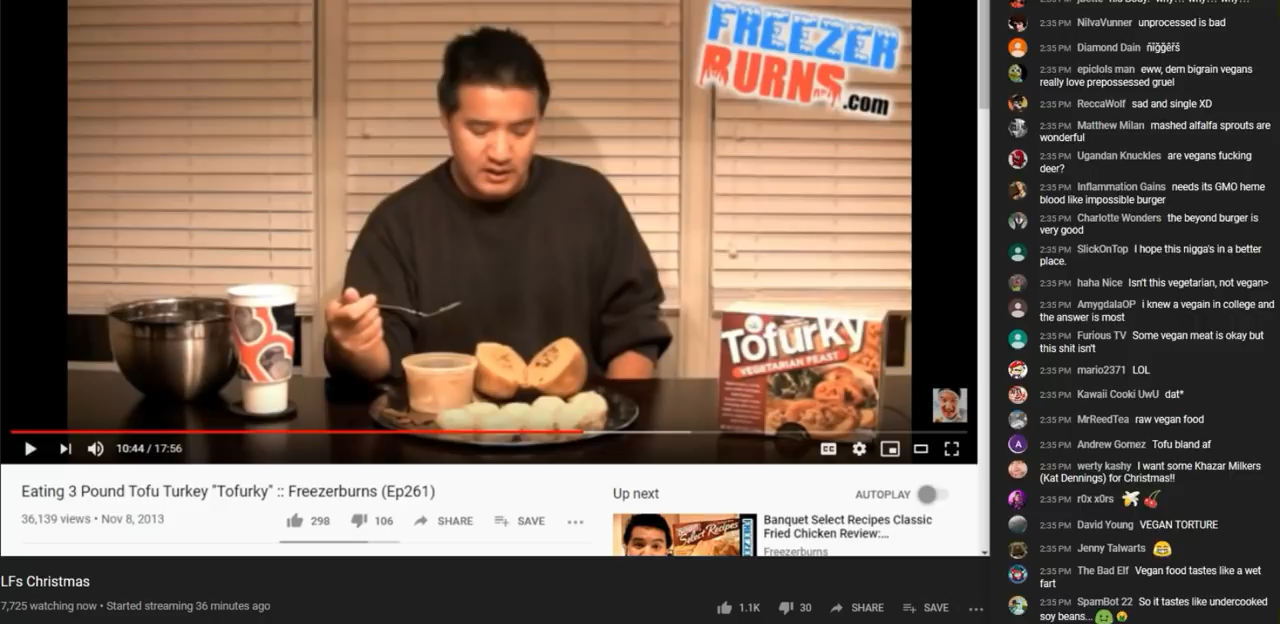 FREEZER
BURNS.com
TOFURKY
VEGETARIAN FEAST
10:44 / 17:56
CC
Eating 3 Pound Tofu Turkey "Tofurky" :: Freezerburns (Ep261)
36,139 views • Nov 8, 2013
298
106
SHARE
SAVE
Up next
AUTOPLAY
Banquet Select Recipes Classic
Fried Chicken Review:...
Freezerburns
LFs Christmas
7,725 watching now • Started streaming 36 minutes ago
1.1K
30
SHARE
SAVE
2:35 PM NilvaVunner unprocessed is bad
2:35 PM Diamond Dain ñïğğêřš
2:35 PM epiclols man eww, dem bigrain vegans
really love prepossessed gruel
2:35 PM ReccaWolf sad and single XD
2:35 PM Matthew Milan mashed alfalfa sprouts are
wonderful
2:35 PM Ugandan Knuckles are vegans fucking
deer?
2:35 PM Inflammation Gains needs its GMO heme
blood like impossible burger
2:35 PM Charlotte Wonders the beyond burger is
very good
2:35 PM SlickOnTop I hope this nigga's in a better
place.
2:35 PM haha Nice Isn't this vegetarian, not vegan>
2:35 PM AmygdalaOP i knew a vegain in college and
the answer is most
2:35 PM Furious TV Some vegan meat is okay but
this shit isn't
2:35 PM mario2371 LOL
2:35 PM Kawaii Cooki UwU dat*
2:35 PM MrReedTea raw vegan food
A
2:35 PM Andrew Gomez Tofu bland af
2:35 PM werty kashy I want some Khazar Milkers
(Kat Dennings) for Christmas!!
2:35 PM r0x x0rs 🍌🍒
2:35 PM David Young VEGAN TORTURE
2:35 PM Jenny Talwarts 😂
2:35 PM The Bad Elf Vegan food tastes like a wet
fart
2:35 PM SpamBot 22 So it tastes like undercooked
soy beans...🤢🤮